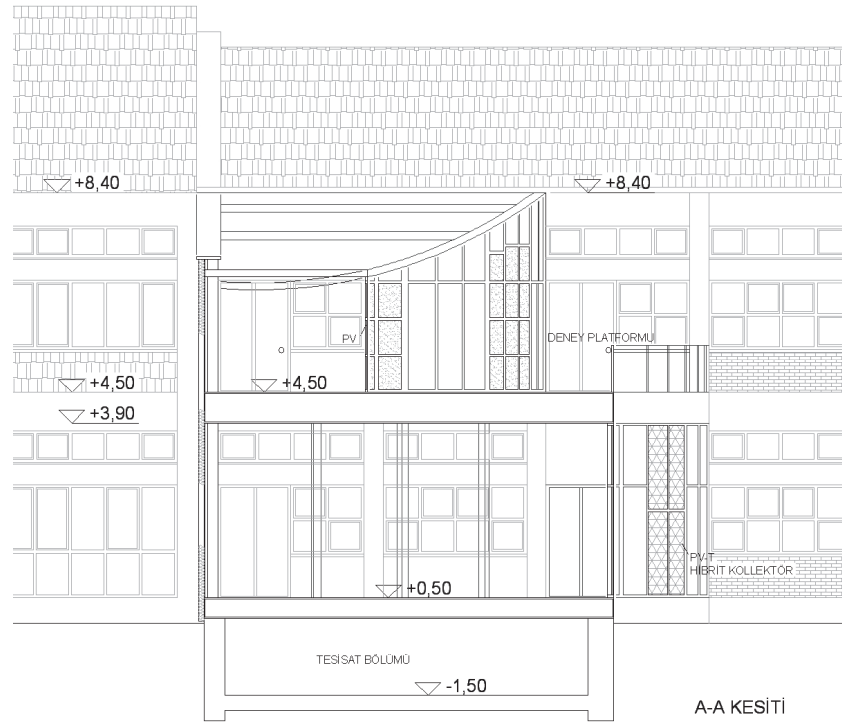 +8,40
+8,40
PV
DENEY PLATFORMU
+4,50
+4,50
+3,90
PV-T
HİBRİT KOLLEKTÖR
+0,50
TESİSAT BÖLÜMÜ
-1,50
A-A KESİTİ